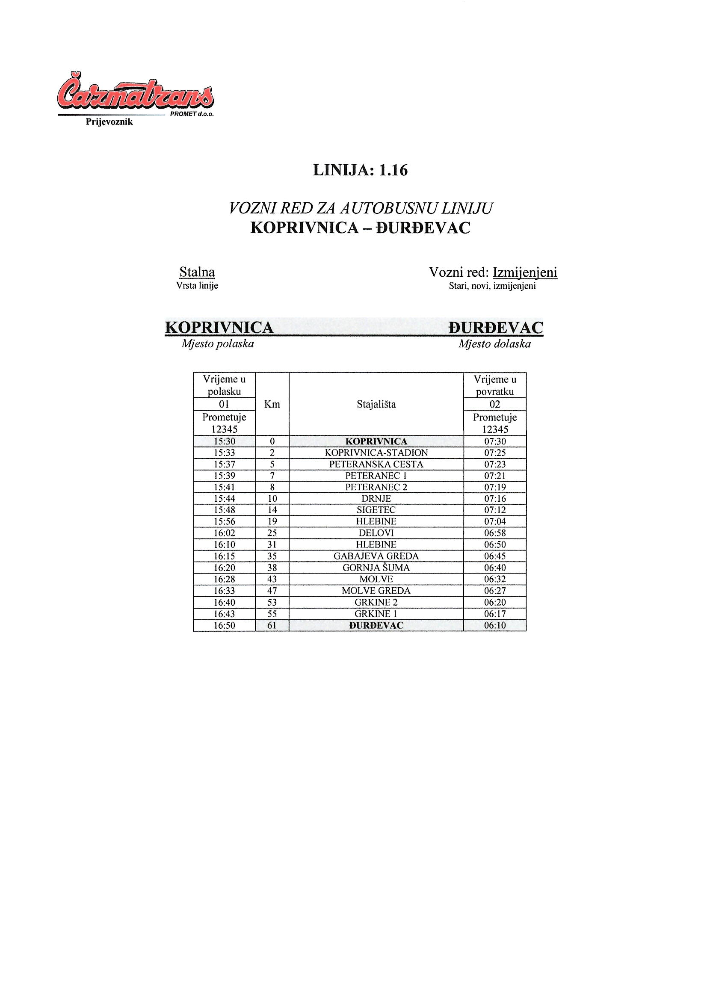 Čazmatrans
PROMET d.o.o.
Prijevoznik
LINIJA: 1.16
VOZNI RED ZA AUTOBUSNU LINIJU
KOPRIVNICA – ĐURĐEVAC
Stalna
Vrsta linije
Vozni red: Izmijenjeni
Stari, novi, izmijenjeni
KOPRIVNICA ĐURĐEVAC
Mjesto polaska Mjesto dolaska
Vrijeme u polasku 01 Prometuje 12345 Km Stajališta Vrijeme u povratku 02 Prometuje 12345
15:30 0 KOPRIVNICA 07:30
15:33 2 KOPRIVNICA-STADION 07:25
15:37 5 PETERANSKA CESTA 07:23
15:39 7 PETERANEC 1 07:21
15:41 8 PETERANEC 2 07:19
15:44 10 DRNJE 07:16
15:48 14 SIGETEC 07:12
15:56 19 HLEBINE 07:04
16:02 25 DELOVI 06:58
16:10 31 HLEBINE 06:50
16:15 35 GABAJEVA GREDA 06:45
16:20 38 GORNJA ŠUMA 06:40
16:28 43 MOLVE 06:32
16:33 47 MOLVE GREDA 06:27
16:40 53 GRKINE 2 06:20
16:43 55 GRKINE 1 06:17
16:50 61 ĐURĐEVAC 06:10